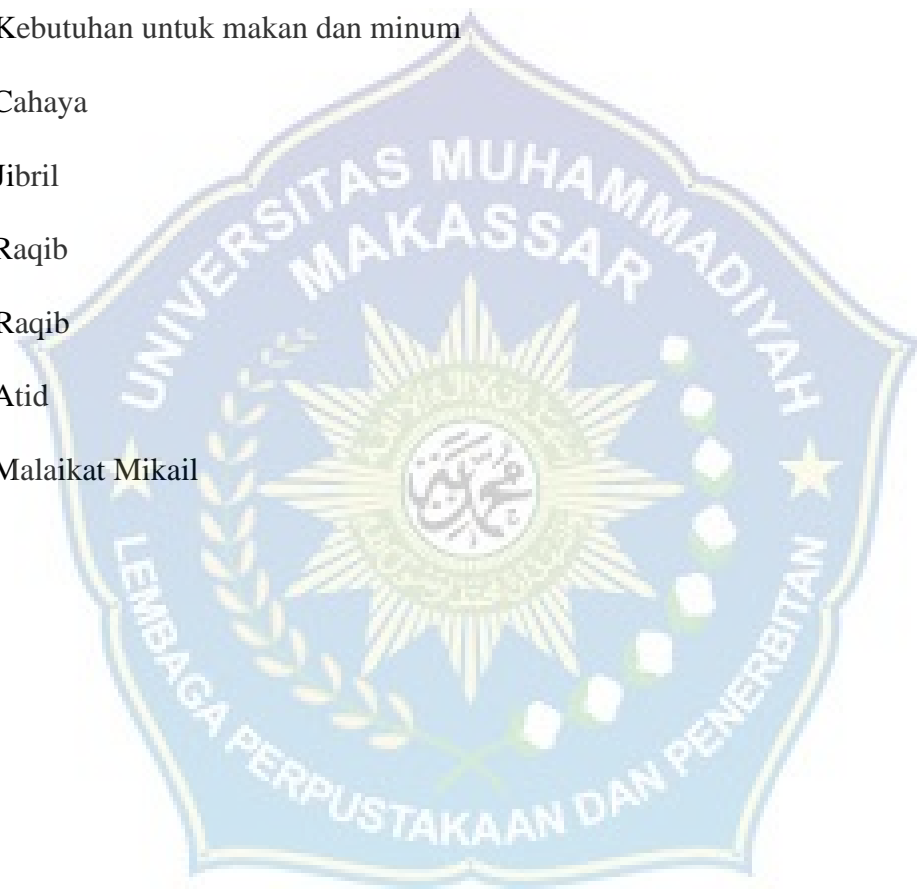 Kebutuhan untuk makan dan minum
Cahaya
Jibril
Raqib
Raqib
Atid
Malaikat Mikail
UNIVERSITAS MUHAMMADIYAH
MAKASSAR
LEMBAGA PERPUSTAKAAN DAN PENERBITAN